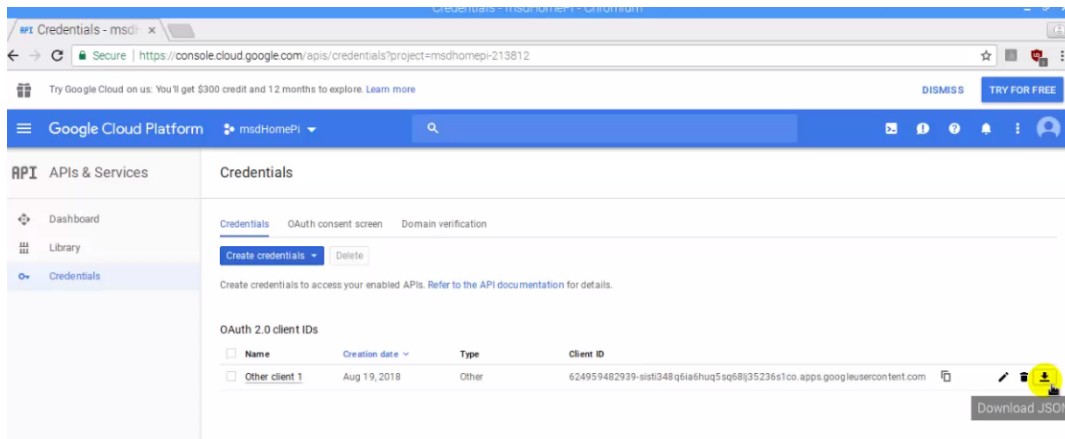 Credentials - msdHomePi - Chromium
API Credentials - msdH
Secure | https://console.cloud.google.com/apis/credentials?project=msdhomepi-213812
Try Google Cloud on us: You'll get $300 credit and 12 months to explore. Learn more DISMISS TRY FOR FREE
Google Cloud Platform msdHomePi
API APIs & Services Credentials
Dashboard
Credentials OAuth consent screen Domain verification
Library
Create credentials Delete
Credentials
Create credentials to access your enabled APIs. Refer to the API documentation for details.
OAuth 2.0 client IDs
Name Creation date Type Client ID
Other client 1 Aug 19, 2018 Other 624959482939-sisti348q6ia6huq5sq68lj35236s1co.apps.googleusercontent.com
Download JSON